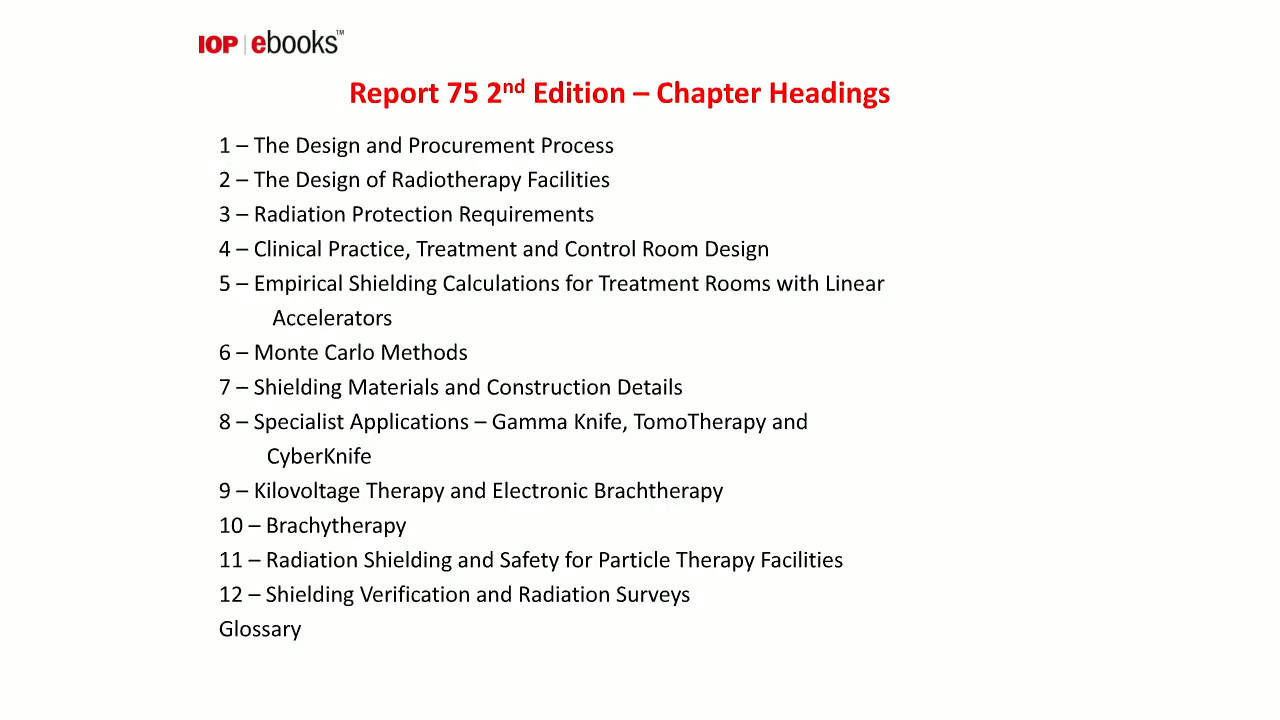 IOP | ebooks™
Report 75 2nd Edition – Chapter Headings
1 – The Design and Procurement Process
2 – The Design of Radiotherapy Facilities
3 – Radiation Protection Requirements
4 – Clinical Practice, Treatment and Control Room Design
5 – Empirical Shielding Calculations for Treatment Rooms with Linear
Accelerators
6 – Monte Carlo Methods
7 – Shielding Materials and Construction Details
8 – Specialist Applications – Gamma Knife, TomoTherapy and
CyberKnife
9 – Kilovoltage Therapy and Electronic Brachtherapy
10 – Brachytherapy
11 – Radiation Shielding and Safety for Particle Therapy Facilities
12 – Shielding Verification and Radiation Surveys
Glossary